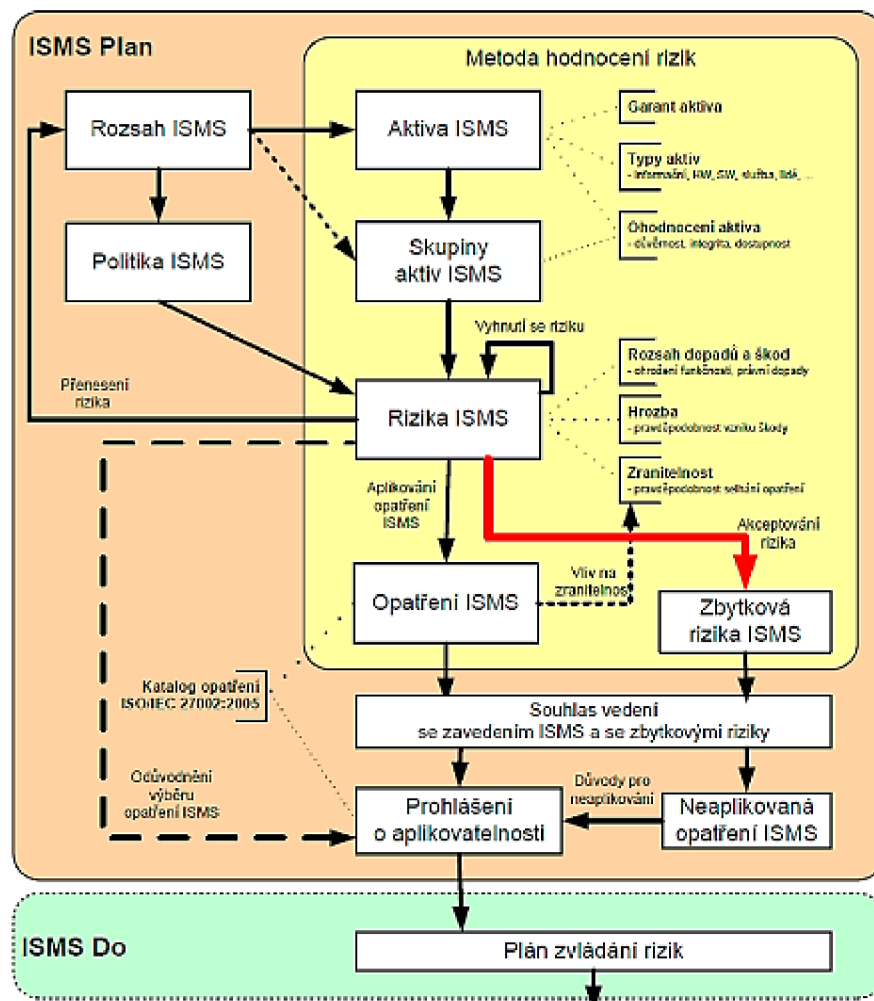 ISMS Plan
Metoda hodnocení rizik
Rozsah ISMS
Aktiva ISMS
Garant aktiva
Typy aktiv
- informační, HW, SW, služba, lidé, ...
Ohodnocení aktiva
- důvěrnost, integrita, dostupnost
Politika ISMS
Skupiny
aktiv ISMS
Vyhnutí se riziku
Rozsah dopadů a škod
- ohrožení funkčnosti, právní dopady
Přenesení
rizika
Rizika ISMS
Hrozba
- pravděpodobnost vzniku škody
Zranitelnost
- pravděpodobnost selhání opatření
Aplikování
opatření
ISMS
Akceptování
rizika
Vliv na
zranitelnost
Opatření ISMS
Zbytková
rizika ISMS
Katalog opatření
ISO/IEC 27002:2005
Souhlas vedení
se zavedením ISMS a se zbytkovými riziky
Odůvodnění
výběru
opatření ISMS
Důvody pro
neaplikování
Prohlášení
o aplikovatelnosti
Neaplikovaná
opatření ISMS
ISMS Do
Plán zvládání rizik